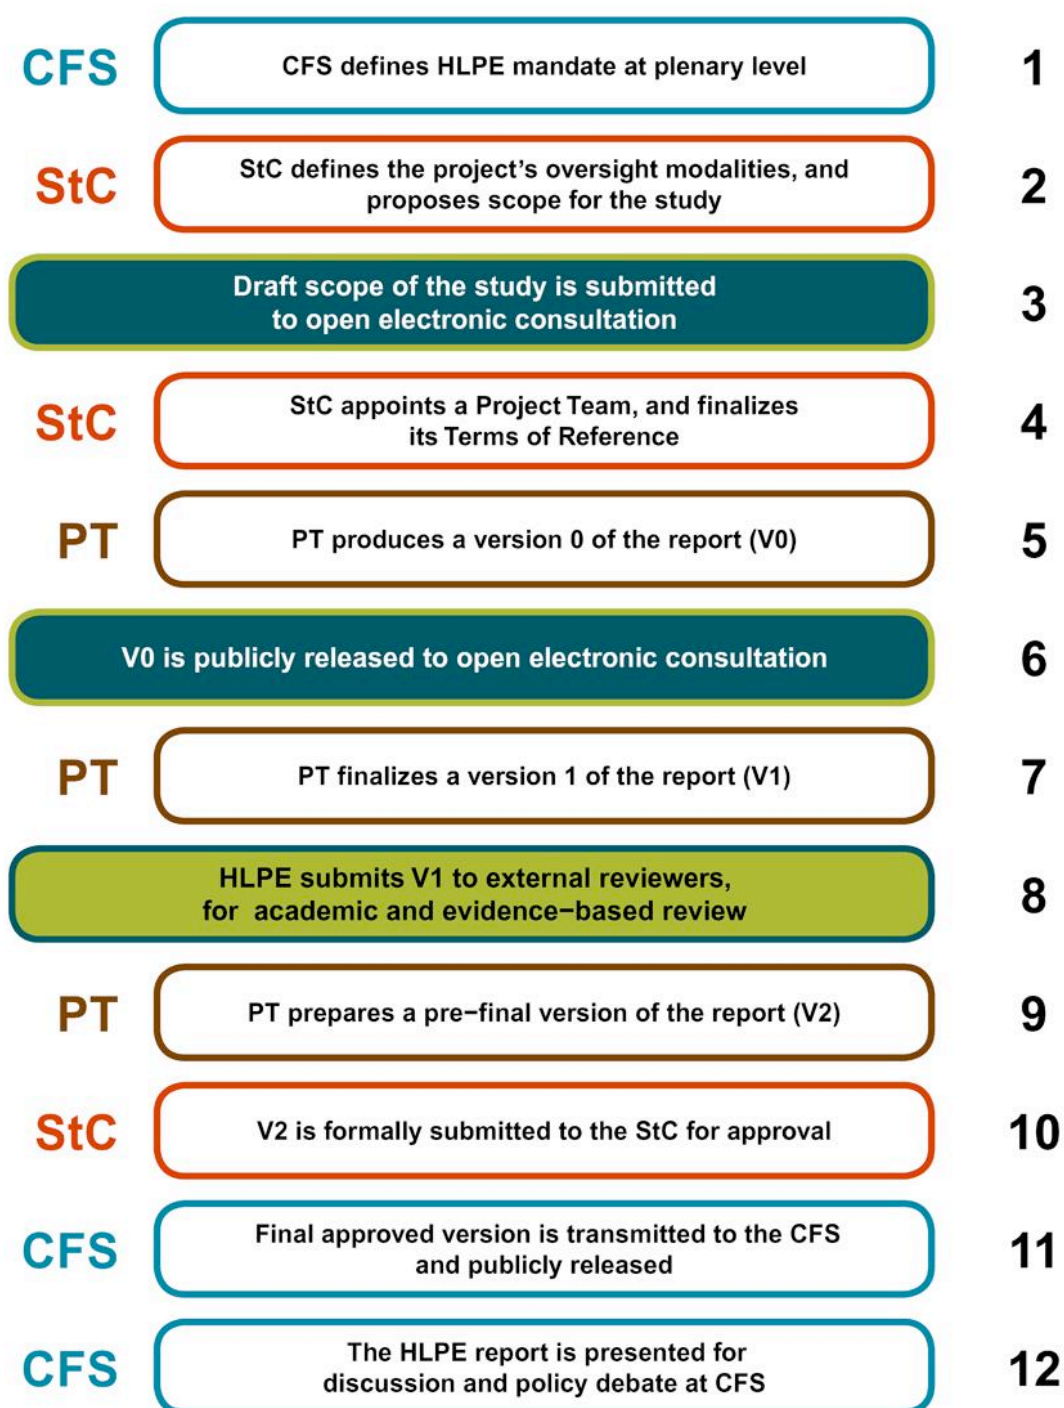 CFS
CFS defines HLPE mandate at plenary level
1
StC
StC defines the project's oversight modalities, and
proposes scope for the study
2
Draft scope of the study is submitted
to open electronic consultation
3
StC
StC appoints a Project Team, and finalizes
its Terms of Reference
4
PT
PT produces a version 0 of the report (V0)
5
V0 is publicly released to open electronic consultation
6
PT
PT finalizes a version 1 of the report (V1)
7
HLPE submits V1 to external reviewers,
for academic and evidence−based review
8
PT
PT prepares a pre−final version of the report (V2)
9
StC
V2 is formally submitted to the StC for approval
10
CFS
Final approved version is transmitted to the CFS
and publicly released
11
CFS
The HLPE report is presented for
discussion and policy debate at CFS
12